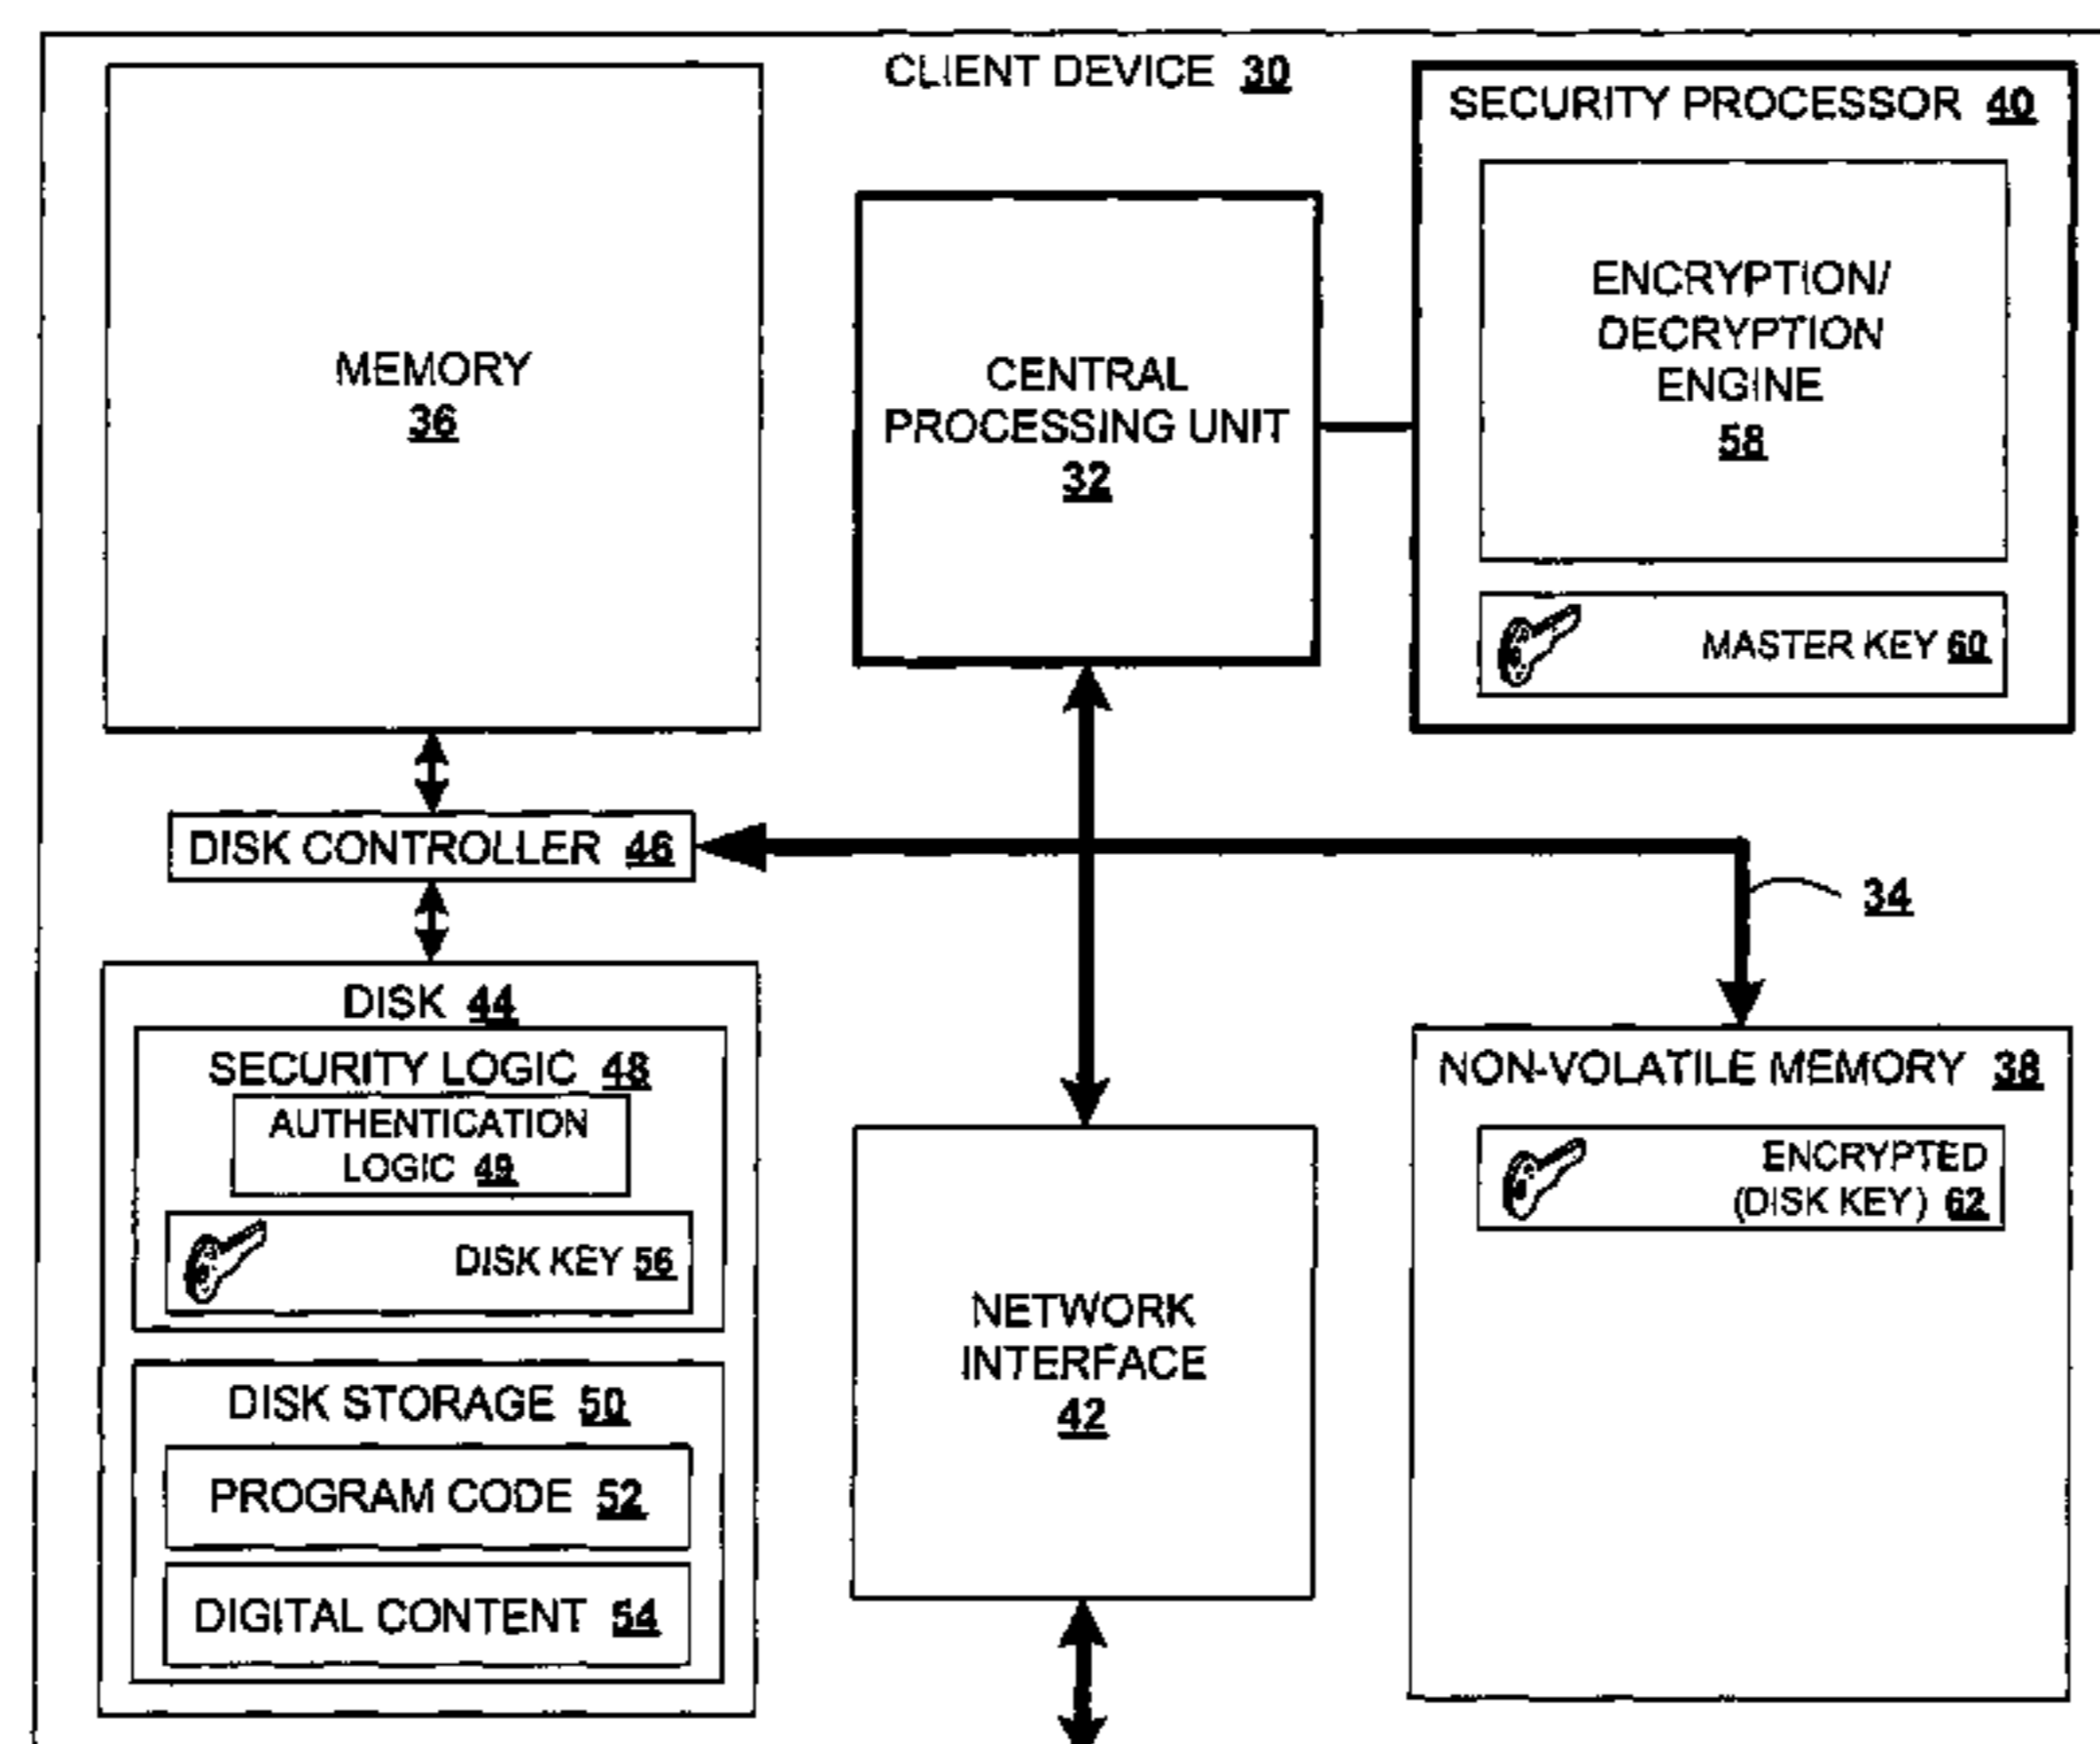 CLIENT DEVICE 30
MEMORY
36
CENTRAL
PROCESSING UNIT
32
SECURITY PROCESSOR 40
ENCRYPTION/
DECRYPTION
ENGINE
58
MASTER KEY 60
DISK CONTROLLER 46
34
DISK 44
SECURITY LOGIC 48
AUTHENTICATION
LOGIC 49
DISK KEY 56
DISK STORAGE 50
PROGRAM CODE 52
DIGITAL CONTENT 54
NETWORK
INTERFACE
42
NON-VOLATILE MEMORY 38
ENCRYPTED
(DISK KEY) 62